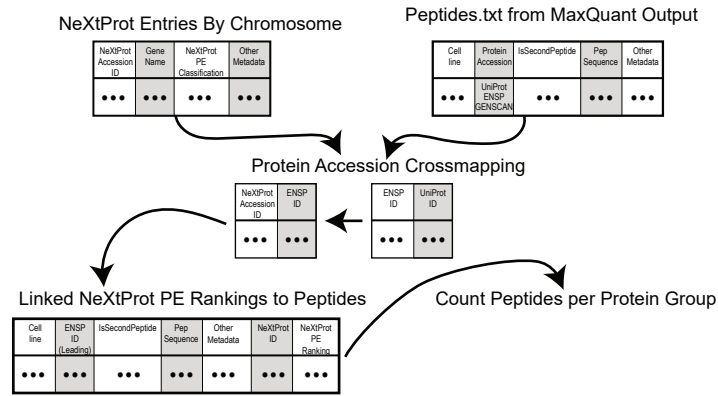 NeXtProt Entries By Chromosome
NeXtProt Accession ID
Gene Name
NeXtProt PE Classification
Other Metadata
Peptides.txt from MaxQuant Output
Cell line
Protein Accession
IsSecondPeptide
Pep Sequence
Other Metadata
UniProt
ENSP
GENSCAN
Protein Accession Crossmapping
NeXtProt Accession ID
ENSP ID
ENSP ID
UniProt ID
Linked NeXtProt PE Rankings to Peptides
Cell line
ENSP ID (Leading)
IsSecondPeptide
Pep Sequence
Other Metadata
NeXtProt ID
NeXtProt PE Ranking
Count Peptides per Protein Group